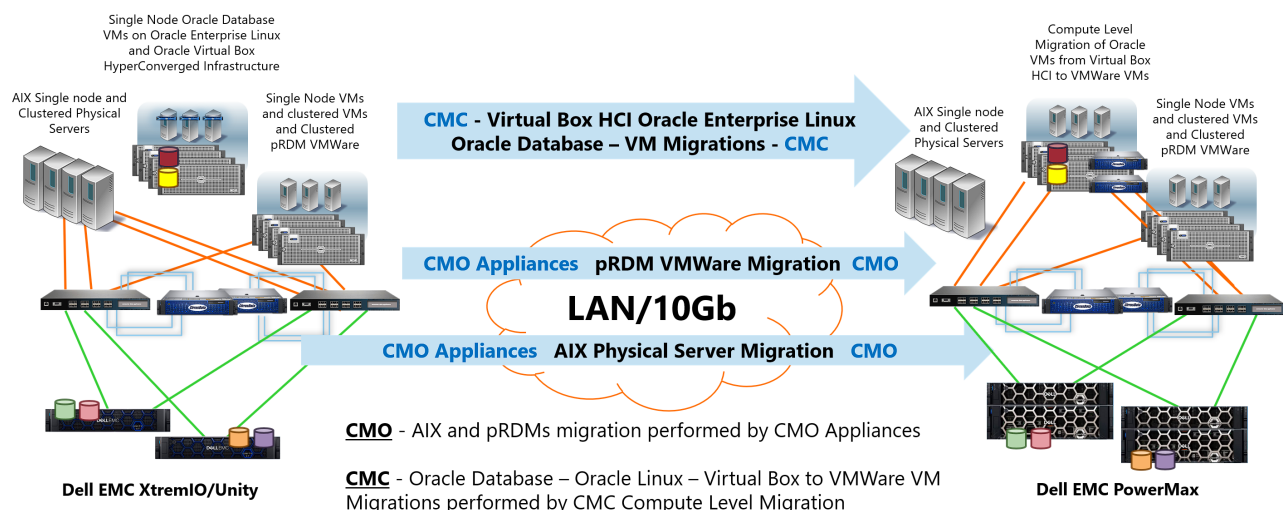 Single Node Oracle Database
VMs on Oracle Enterprise Linux
and Oracle Virtual Box
HyperConverged Infrastructure
AIX Single node and
Clustered Physical
Servers
Single Node VMs
and clustered VMs
and Clustered
pRDM VMWare
CMC - Virtual Box HCI Oracle Enterprise Linux
Oracle Database – VM Migrations - CMC
Compute Level
Migration of Oracle
VMs from Virtual Box
HCI to VMWare VMs
AIX Single node
and Clustered
Physical Servers
Single Node VMs
and clustered VMs
and Clustered
pRDM VMWare
CMO Appliances pRDM VMWare Migration CMO
LAN/10Gb
CMO Appliances AIX Physical Server Migration CMO
DELLEMC
DELLEMC
DELLEMC
DELLEMC
CMO - AIX and pRDMs migration performed by CMO Appliances
CMC - Oracle Database – Oracle Linux – Virtual Box to VMWare VM
Migrations performed by CMC Compute Level Migration
Dell EMC XtremIO/Unity
Dell EMC PowerMax